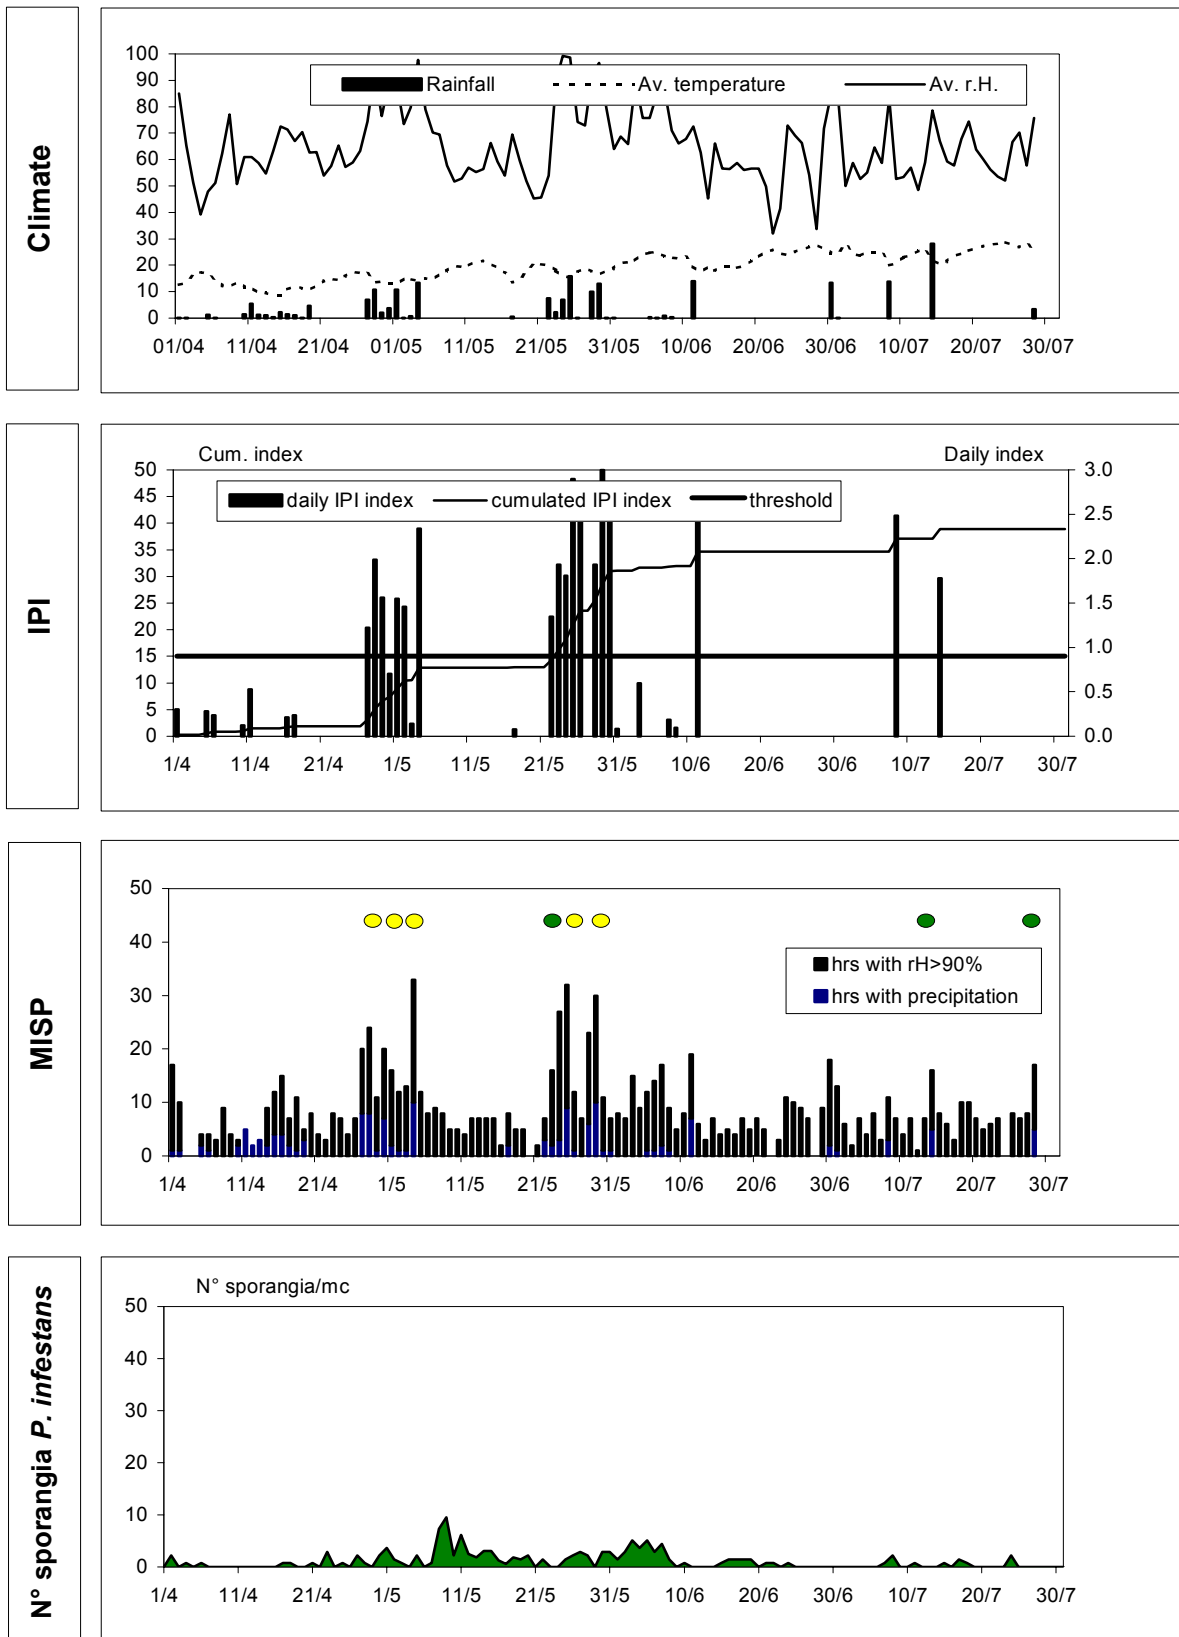 Climate
100
90
80
70
60
50
40
30
20
10
0
Rainfall Av. temperature Av. r.H.
01/04 11/04 21/04 01/05 11/05 21/05 31/05 10/06 20/06 30/06 10/07 20/07 30/07
IPI
Cum. index Daily index
50 3.0
45
40 2.5
35
30 2.0
25
20 1.5
15 1.0
10
5 0.5
0 0.0
daily IPI index cumulated IPI index threshold
1/4 11/4 21/4 1/5 11/5 21/5 31/5 10/6 20/6 30/6 10/7 20/7 30/7
MISP
50
40
30
20
10
0
hrs with rH>90%
hrs with precipitation
1/4 11/4 21/4 1/5 11/5 21/5 31/5 10/6 20/6 30/6 10/7 20/7 30/7
N° sporangia P. infestans
N° sporangia/mc
50
40
30
20
10
0
1/4 11/4 21/4 1/5 11/5 21/5 31/5 10/6 20/6 30/6 10/7 20/7 30/7